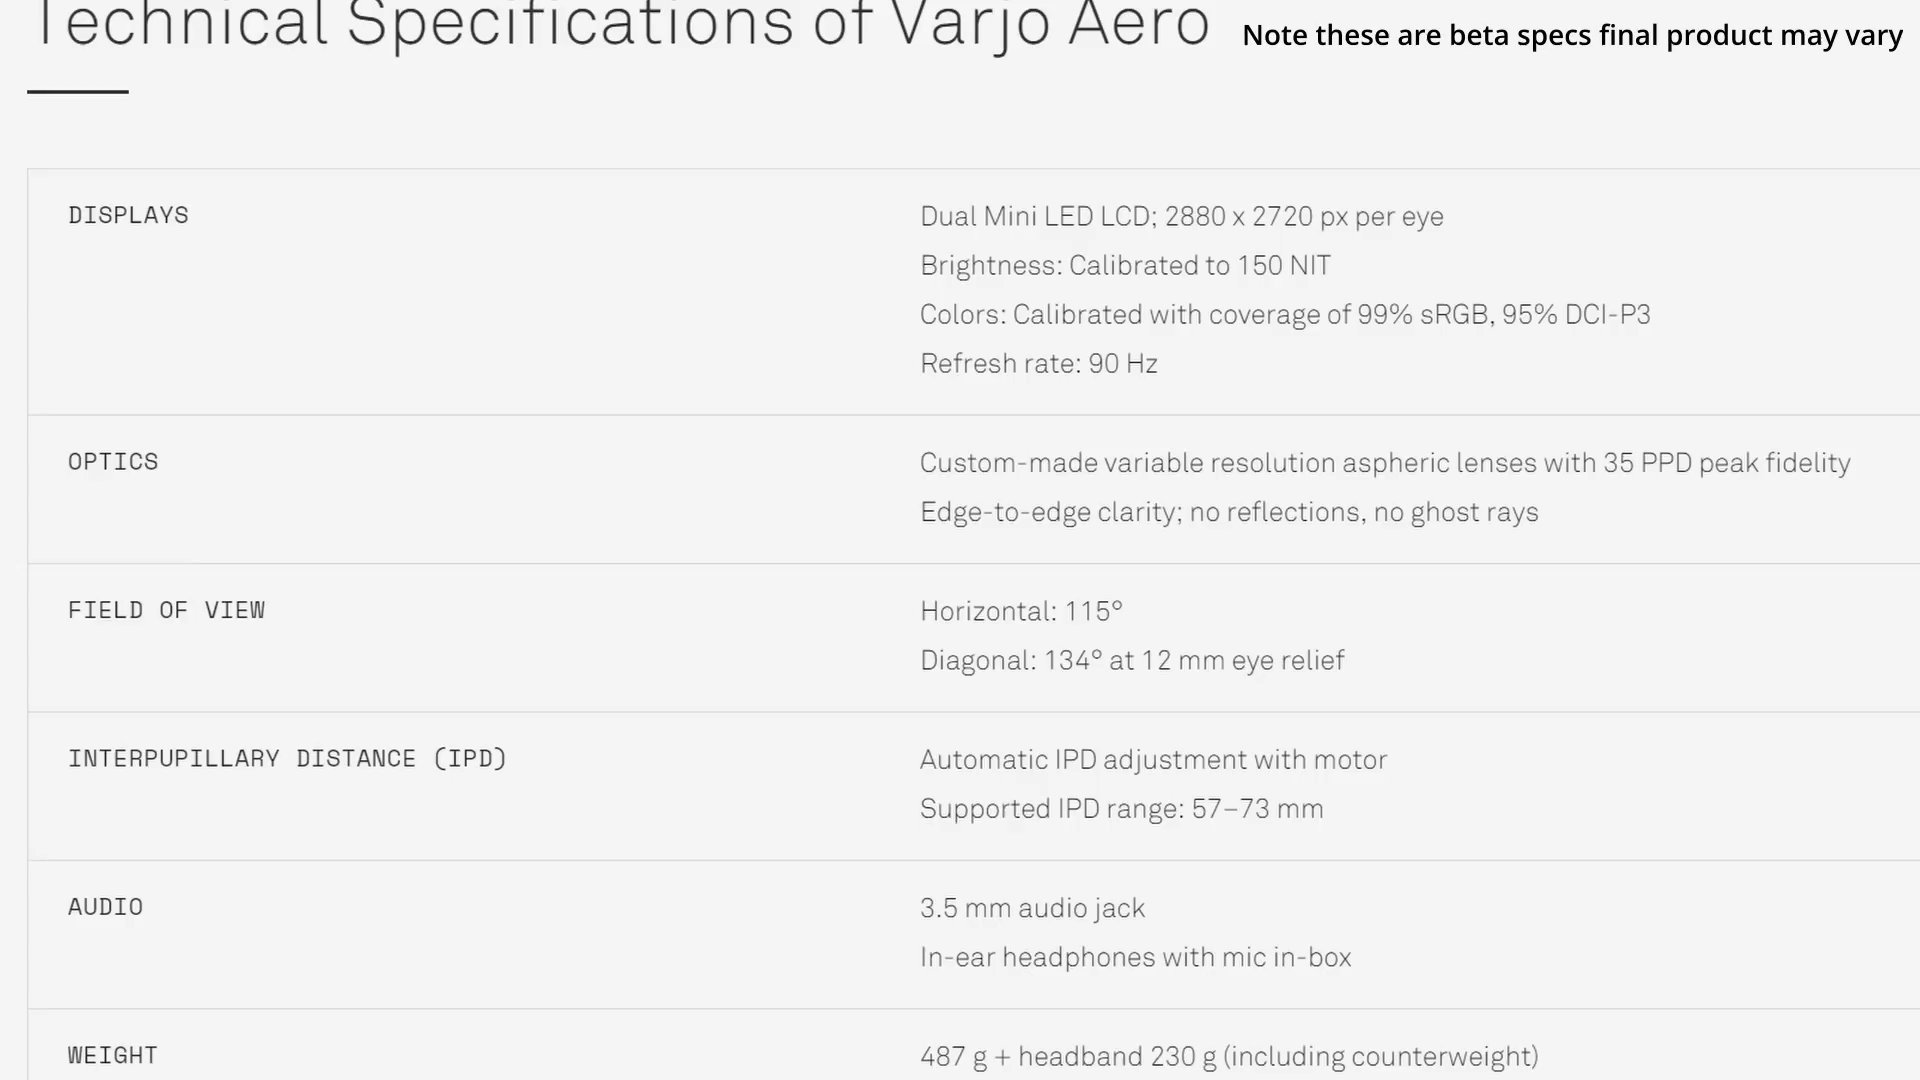 Technical Specifications of Varjo Aero
Note these are beta specs final product may vary
DISPLAYS
Dual Mini LED LCD; 2880 x 2720 px per eye
Brightness: Calibrated to 150 NIT
Colors: Calibrated with coverage of 99% sRGB, 95% DCI-P3
Refresh rate: 90 Hz
OPTICS
Custom-made variable resolution aspheric lenses with 35 PPD peak fidelity
Edge-to-edge clarity; no reflections, no ghost rays
FIELD OF VIEW
Horizontal: 115°
Diagonal: 134° at 12 mm eye relief
INTERPUPILLARY DISTANCE (IPD)
Automatic IPD adjustment with motor
Supported IPD range: 57–73 mm
AUDIO
3.5 mm audio jack
In-ear headphones with mic in-box
WEIGHT
487 g + headband 230 g (including counterweight)